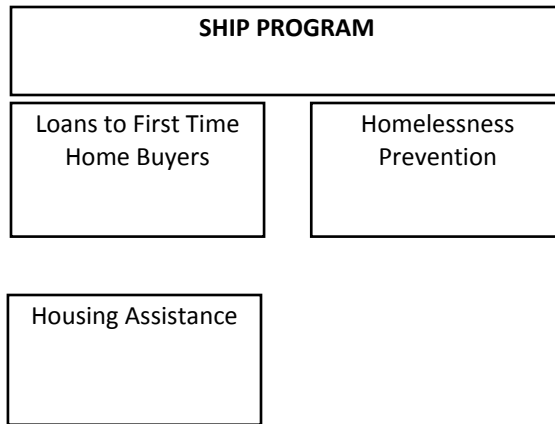 SHIP PROGRAM
Loans to First Time
Home Buyers
Homelessness
Prevention
Housing Assistance